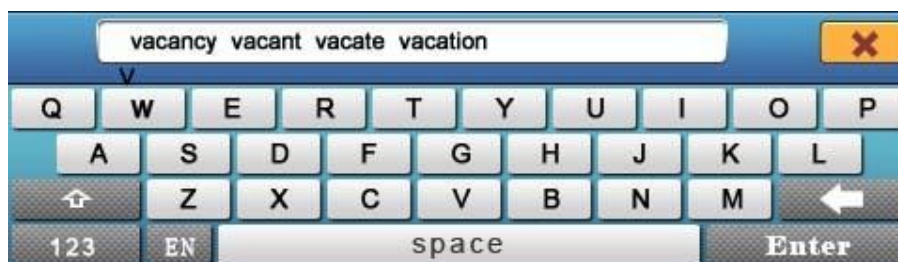 vacancy vacant vacate vacation
V
Q W E R T Y U I O P
A S D F G H J K L
Z X C V B N M
123 EN space Enter